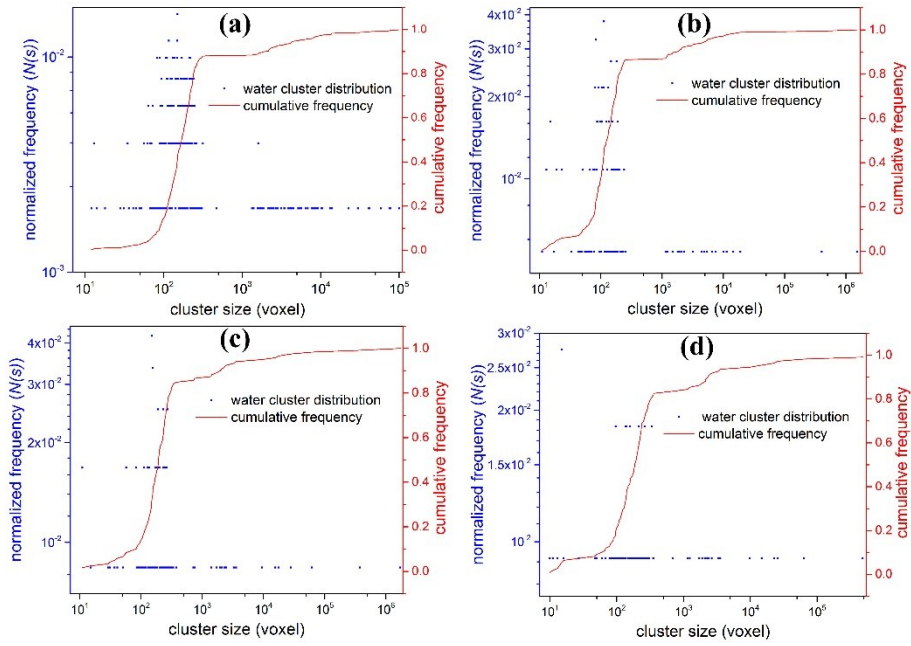 (a)
normalized frequency (N(s))
10⁻²
10⁻³
water cluster distribution
cumulative frequency
1.0
0.8
0.6
0.4
0.2
0.0
cumulative frequency
10¹
10²
10³
10⁴
10⁵
cluster size (voxel)
(b)
normalized frequency (N(s))
4x10⁻²
3x10⁻²
2x10⁻²
10⁻²
water cluster distribution
cumulative frequency
1.0
0.8
0.6
0.4
0.2
0.0
cumulative frequency
10¹
10²
10³
10⁴
10⁵
10⁶
cluster size (voxel)
(c)
normalized frequency (N(s))
4x10⁻²
3x10⁻²
2x10⁻²
10⁻²
water cluster distribution
cumulative frequency
1.0
0.8
0.6
0.4
0.2
0.0
cumulative frequency
10¹
10²
10³
10⁴
10⁵
10⁶
cluster size (voxel)
(d)
normalized frequency (N(s))
3x10⁻²
2.5x10⁻²
2x10⁻²
1.5x10⁻²
10⁻²
water cluster distribution
cumulative frequency
1.0
0.8
0.6
0.4
0.2
0.0
cumulative frequency
10¹
10²
10³
10⁴
10⁵
cluster size (voxel)